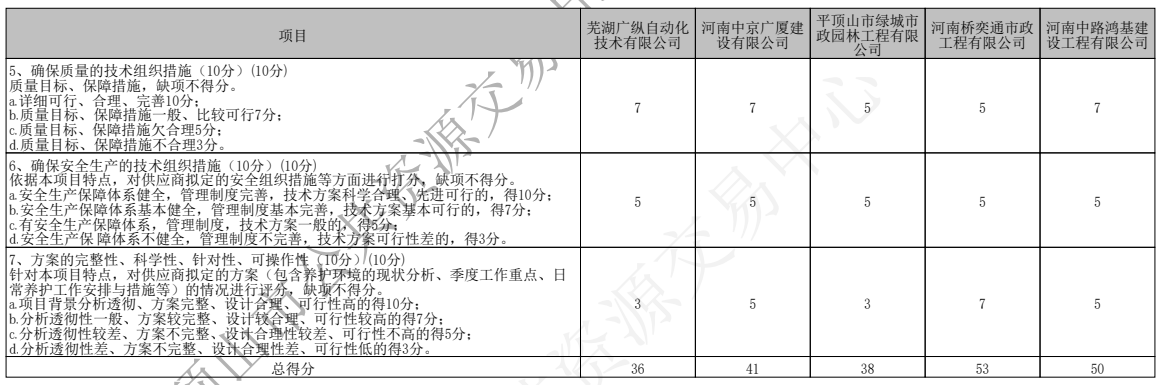 项目
芜湖广纵自动化
技术有限公司
河南中京广厦建
设有限公司
平顶山市绿城市
政园林工程有限
公司
河南桥奕通市政
工程有限公司
河南中路鸿基建
设工程有限公司
5、确保质量的技术组织措施（10分）(10分)
质量目标、保障措施，缺项不得分。
a.详细可行、合理、完善10分；
b.质量目标、保障措施一般、比较可行7分；
c.质量目标、保障措施欠合理5分；
d.质量目标、保障措施不合理3分。
7 7 5 5 7
6、确保安全生产的技术组织措施（10分）(10分)
依据本项目特点，对供应商拟定的安全组织措施等方面进行打分，缺项不得分。
a.安全生产保障体系健全，管理制度完善，技术方案科学合理、先进可行的，得10分；
b.安全生产保障体系基本健全，管理制度基本完善，技术方案基本可行的，得7分；
c.有安全生产保障体系，管理制度，技术方案一般的，得5分；
d.安全生产保 障体系不健全，管理制度不完善，技术方案可行性差的，得3分。
5 5 5 5 5
7、方案的完整性、科学性、针对性、可操作性（10分）(10分)
针对本项目特点，对供应商拟定的方案（包含养护环境的现状分析、季度工作重点、日
常养护工作安排与措施等）的情况进行评分，缺项不得分。
a.项目背景分析透彻、方案完整、设计合理、可行性高的得10分；
b.分析透彻性一般、方案较完整、设计较合理、可行性较高的得7分；
c.分析透彻性较差、方案不完整、设计合理性较差、可行性不高的得5分；
d.分析透彻性差、方案不完整、设计合理性差、可行性低的得3分。
3 5 3 7 5
总得分 36 41 38 53 50